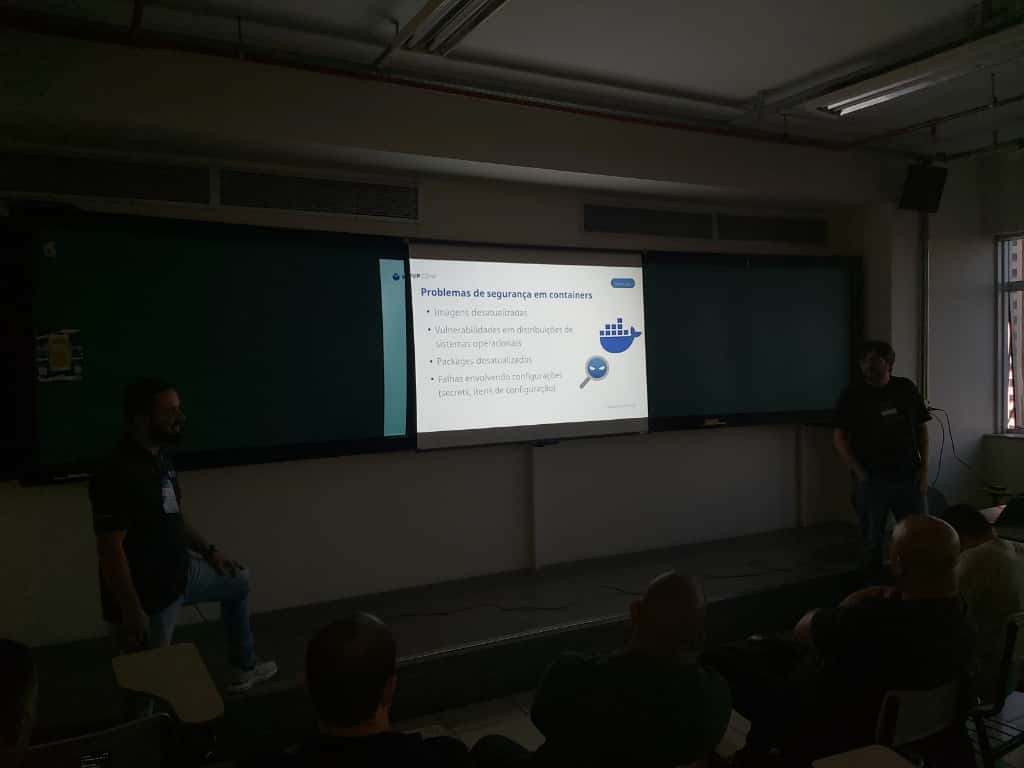 Problemas de segurança em containers
• Imagens desatualizadas
• Vulnerabilidades em distribuições de
sistemas operacionais
• Packages desatualizados
• Falhas envolvendo configurações
(secrets, itens de configuração)